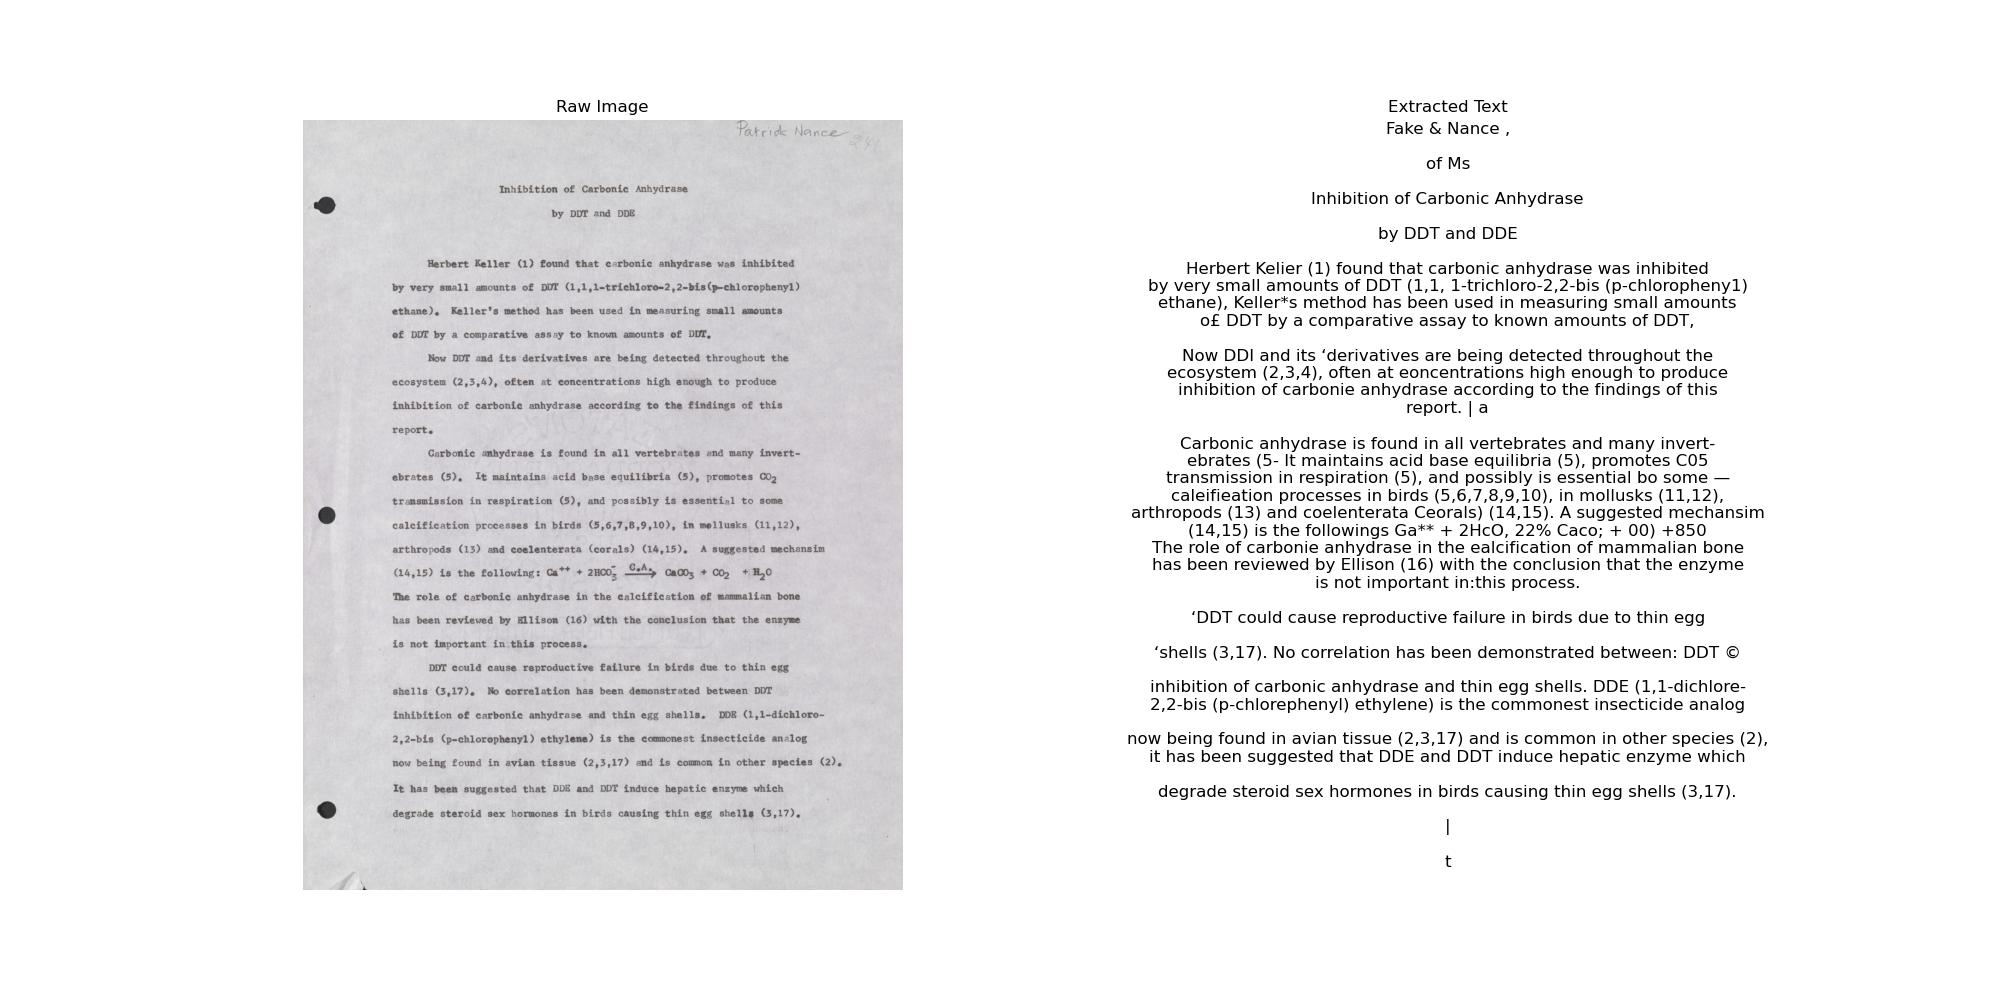 Raw Image
Patrick Nance
Inhibition of Carbonic Anhydrase
by DDT and DDE
Herbert Keller (1) found that carbonic anhydrase was inhibited
by very small amounts of DDT (1,1,1-trichloro-2,2-bis(p-chlorophenyl)
ethane). Keller's method has been used in measuring small amounts
of DDT by a comparative assay to known amounts of DDT.
Now DDT and its derivatives are being detected throughout the
ecosystem (2,3,4), often at concentrations high enough to produce
inhibition of carbonic anhydrase according to the findings of this
report.
Carbonic anhydrase is found in all vertebrates and many invert-
ebrates (5). It maintains acid base equilibria (5), promotes CO₂
transmission in respiration (5), and possibly is essential to some
calcification processes in birds (5,6,7,8,9,10), in mollusks (11,12),
arthropods (13) and coelenterata (corals) (14,15). A suggested mechansim
(14,15) is the following: Ca⁺⁺ + 2HCO₃⁻ C.A.→ CaCO₃ + CO₂ + H₂O
The role of carbonic anhydrase in the calcification of mammalian bone
has been reviewed by Ellison (16) with the conclusion that the enzyme
is not important in this process.
DDT could cause reproductive failure in birds due to thin egg
shells (3,17). No correlation has been demonstrated between DDT
inhibition of carbonic anhydrase and thin egg shells. DDE (1,1-dichloro-
2,2-bis (p-chlorophenyl) ethylene) is the commonest insecticide analog
now being found in avian tissue (2,3,17) and is common in other species (2).
It has been suggested that DDE and DDT induce hepatic enzyme which
degrade steroid sex hormones in birds causing thin egg shells (3,17).
Extracted Text
Fake & Nance ,
of Ms
Inhibition of Carbonic Anhydrase
by DDT and DDE
Herbert Kelier (1) found that carbonic anhydrase was inhibited
by very small amounts of DDT (1,1, 1-trichloro-2,2-bis (p-chloropheny1)
ethane), Keller*s method has been used in measuring small amounts
o£ DDT by a comparative assay to known amounts of DDT,
Now DDI and its ‘derivatives are being detected throughout the
ecosystem (2,3,4), often at eoncentrations high enough to produce
inhibition of carbonie anhydrase according to the findings of this
report. | a
Carbonic anhydrase is found in all vertebrates and many invert-
ebrates (5- It maintains acid base equilibria (5), promotes C05
transmission in respiration (5), and possibly is essential bo some —
caleifieation processes in birds (5,6,7,8,9,10), in mollusks (11,12),
arthropods (13) and coelenterata Ceorals) (14,15). A suggested mechansim
(14,15) is the followings Ga** + 2HcO, 22% Caco; + 00) +850
The role of carbonie anhydrase in the ealcification of mammalian bone
has been reviewed by Ellison (16) with the conclusion that the enzyme
is not important in:this process.
‘DDT could cause reproductive failure in birds due to thin egg
‘shells (3,17). No correlation has been demonstrated between: DDT ©
inhibition of carbonic anhydrase and thin egg shells. DDE (1,1-dichlore-
2,2-bis (p-chlorephenyl) ethylene) is the commonest insecticide analog
now being found in avian tissue (2,3,17) and is common in other species (2),
it has been suggested that DDE and DDT induce hepatic enzyme which
degrade steroid sex hormones in birds causing thin egg shells (3,17).
|
t